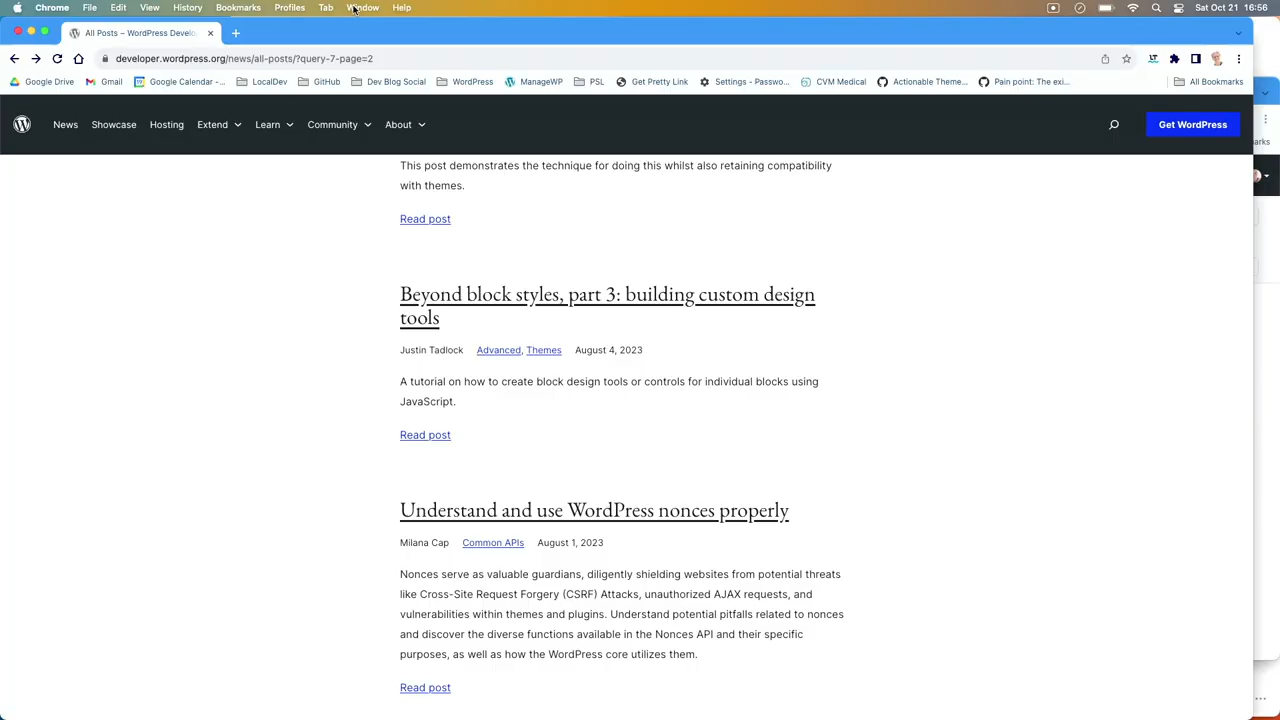 Chrome File Edit View History Bookmarks Profiles Tab Window Help Sat Oct 21 16:56
All Posts – WordPress Develo
developer.wordpress.org/news/all-posts/?query-7-page=2
Google Drive Gmail Google Calendar -... LocalDev GitHub Dev Blog Social WordPress ManageWP PSL Get Pretty Link Settings - Passwo... CVM Medical Actionable Theme... Pain point: The exi... All Bookmarks
News Showcase Hosting Extend Learn Community About Get WordPress
arks
This post demonstrates the technique for doing this whilst also retaining compatibility
with themes.
Read post
Beyond block styles, part 3: building custom design
tools
Justin Tadlock Advanced, Themes August 4, 2023
A tutorial on how to create block design tools or controls for individual blocks using
JavaScript.
Read post
Understand and use WordPress nonces properly
Milana Cap Common APIs August 1, 2023
Nonces serve as valuable guardians, diligently shielding websites from potential threats
like Cross-Site Request Forgery (CSRF) Attacks, unauthorized AJAX requests, and
vulnerabilities within themes and plugins. Understand potential pitfalls related to nonces
and discover the diverse functions available in the Nonces API and their specific
purposes, as well as how the WordPress core utilizes them.
Read post